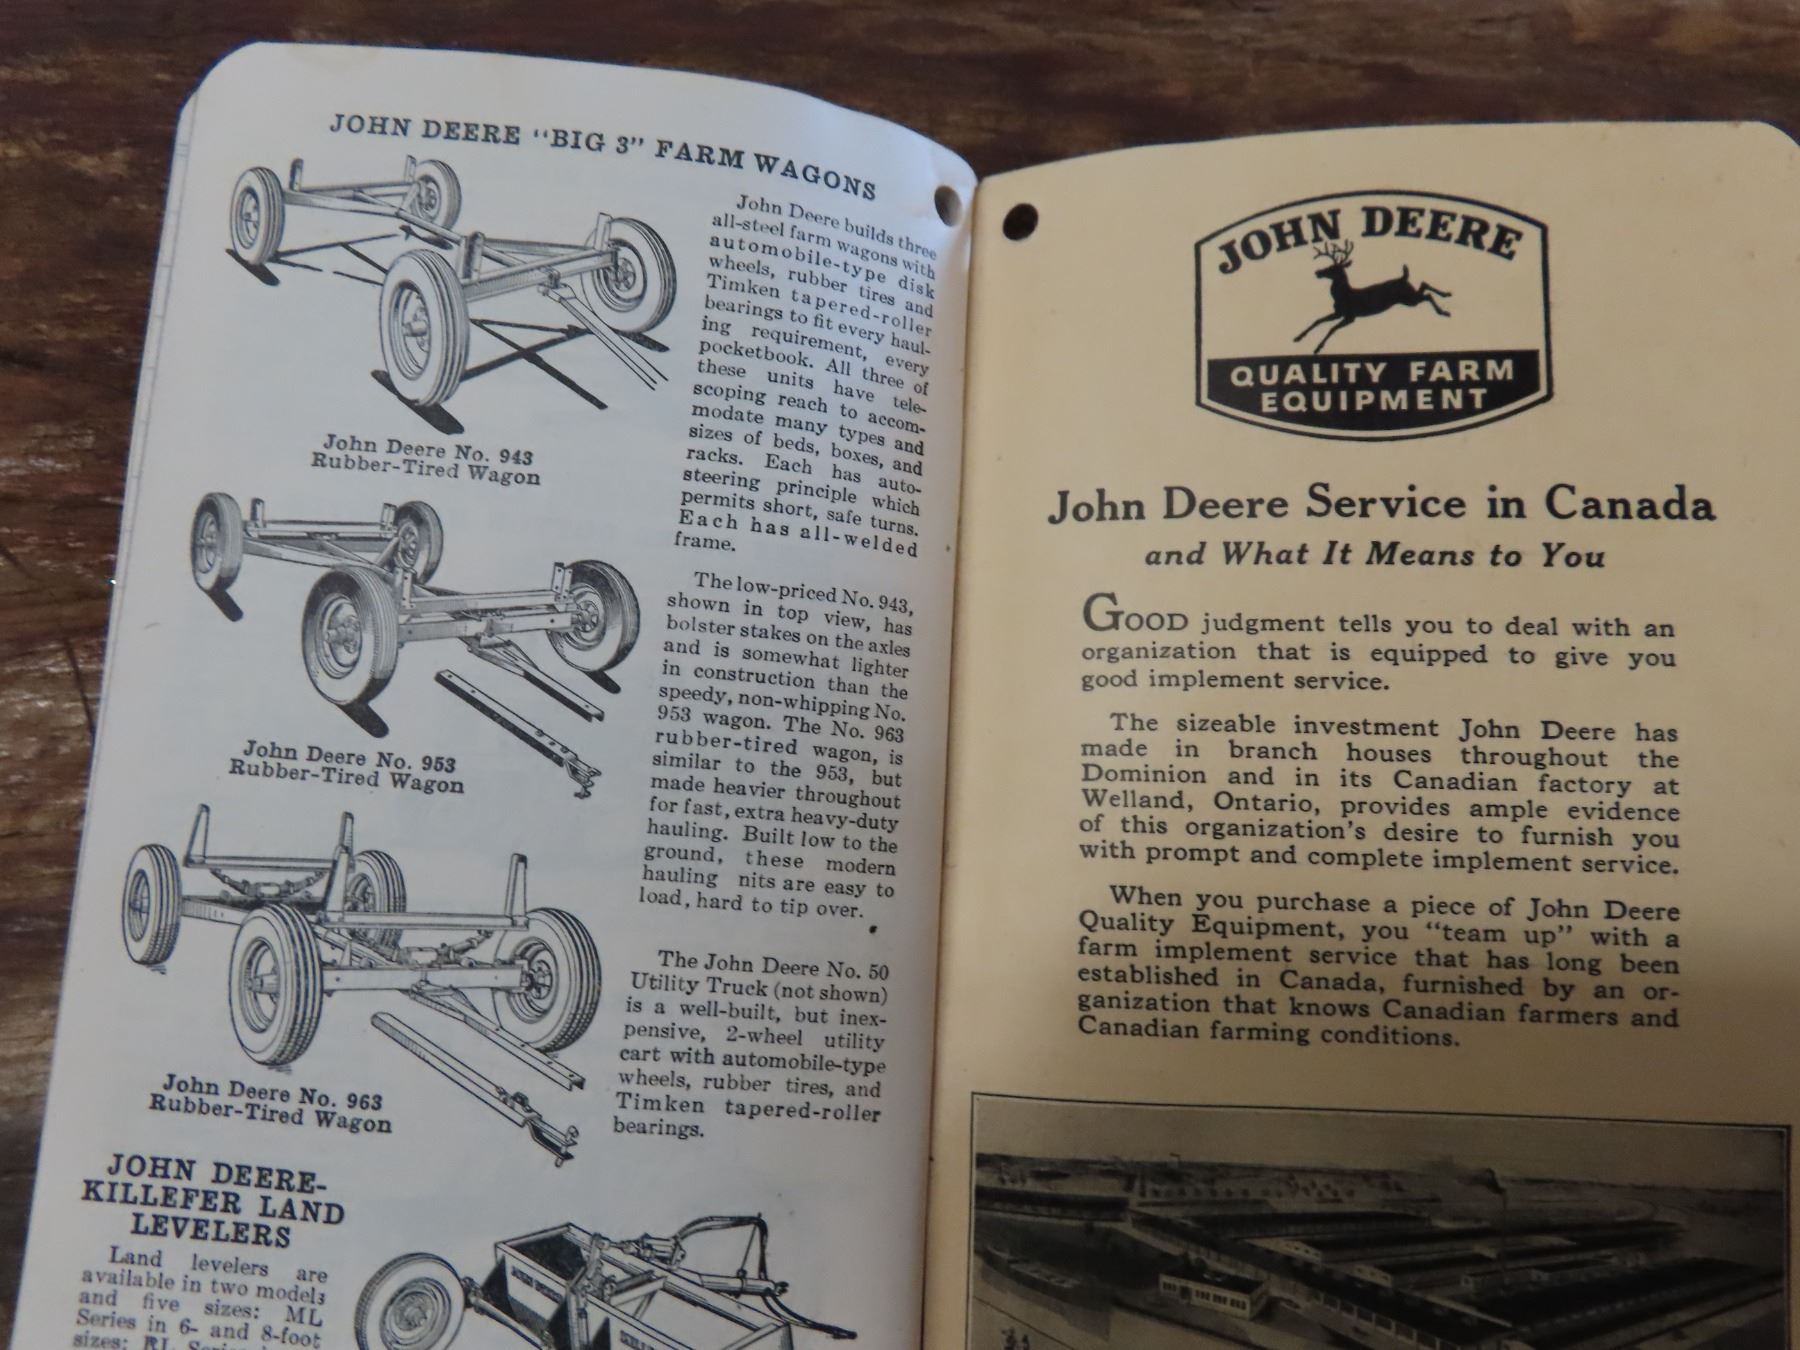 JOHN DEERE "BIG 3" FARM WAGONS
John Deere No. 943
Rubber-Tired Wagon
John Deere No. 953
Rubber-Tired Wagon
John Deere No. 963
Rubber-Tired Wagon
John Deere builds three
all-steel farm wagons with
automobile-type disk
wheels, rubber tires and
Timken tapered-roller
bearings to fit every haul-
ing requirement, every
pocketbook. All three of
these units have tele-
scoping reach to accom-
modate many types and
sizes of beds, boxes, and
racks. Each has auto-
steering principle which
permits short, safe turns.
Each has all-welded
frame.
The low-priced No. 943,
shown in top view, has
bolster stakes on the axles
and is somewhat lighter
in construction than the
speedy, non-whipping No.
953 wagon. The No. 963
rubber-tired wagon, is
similar to the 953, but
made heavier throughout
for fast, extra heavy-duty
hauling. Built low to the
ground, these modern
hauling nits are easy to
load, hard to tip over.
The John Deere No. 50
Utility Truck (not shown)
is a well-built, but inex-
pensive, 2-wheel utility
cart with automobile-type
wheels, rubber tires, and
Timken tapered-roller
bearings.
JOHN DEERE-
KILLEFER LAND
LEVELERS
Land levelers are
available in two models
and five sizes: ML
Series in 6- and 8-foot
sizes; RL Series
JOHN DEERE
QUALITY FARM
EQUIPMENT
John Deere Service in Canada
and What It Means to You
GOOD judgment tells you to deal with an
organization that is equipped to give you
good implement service.
The sizeable investment John Deere has
made in branch houses throughout the
Dominion and in its Canadian factory at
Welland, Ontario, provides ample evidence
of this organization's desire to furnish you
with prompt and complete implement service.
When you purchase a piece of John Deere
Quality Equipment, you "team up" with a
farm implement service that has long been
established in Canada, furnished by an or-
ganization that knows Canadian farmers and
Canadian farming conditions.